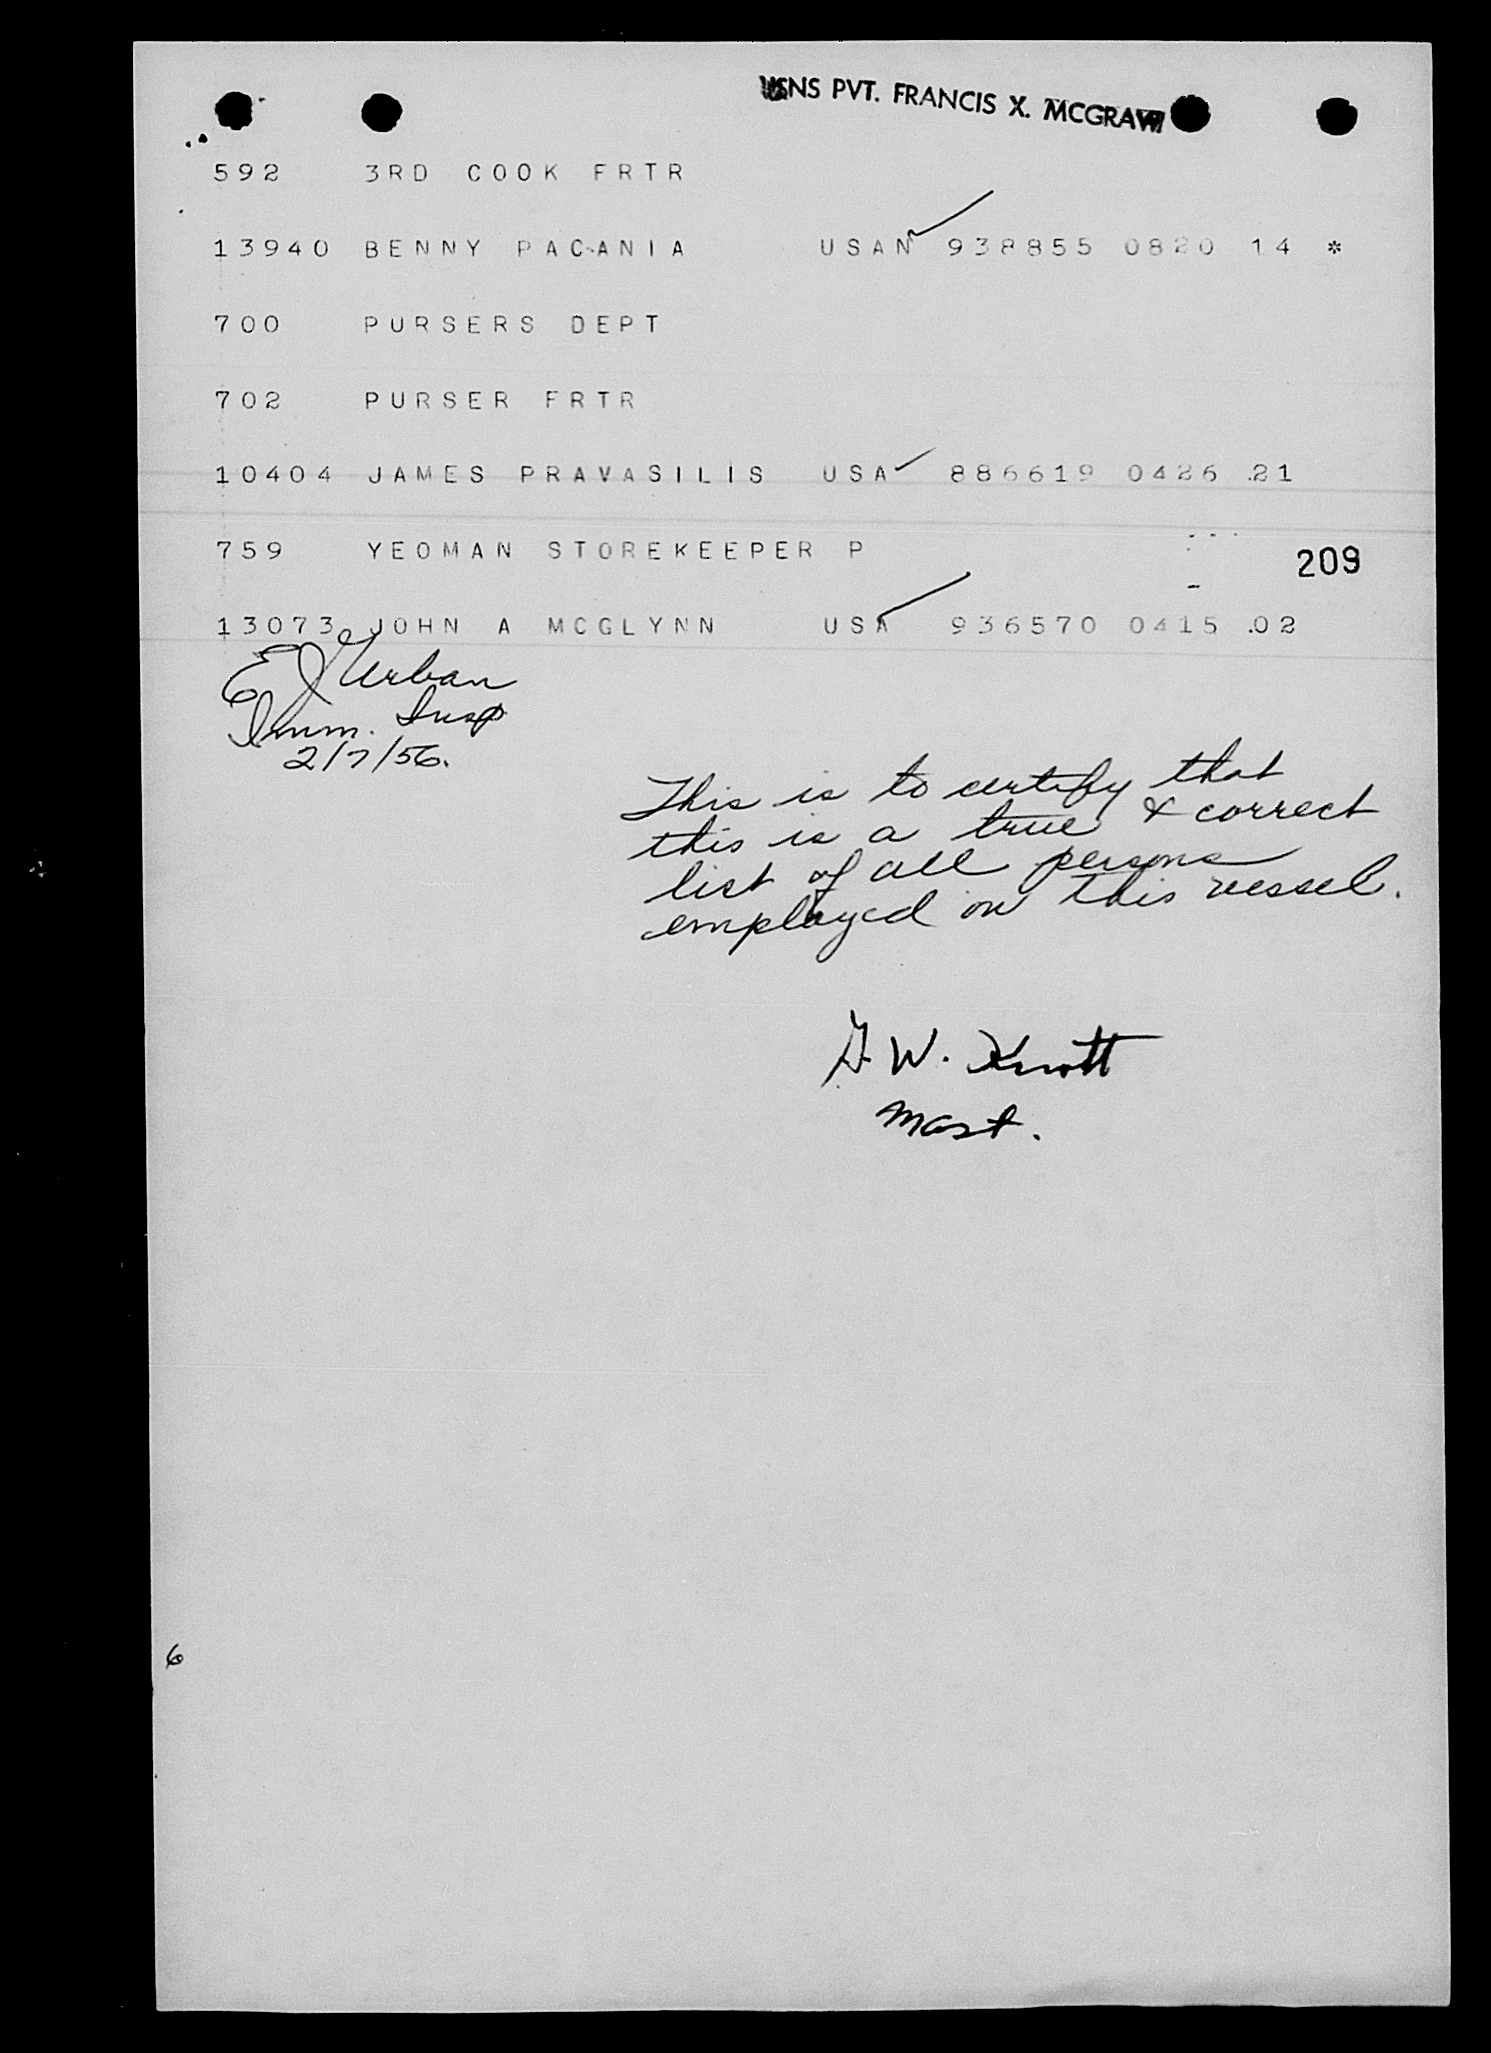 USNS PVT. FRANCIS X. MCGRAW
592 3RD COOK FRTR
13940 BENNY PACANIA USAN 938855 0820 14 *
700 PURSERS DEPT
702 PURSER FRTR
10404 JAMES PRAVASILIS USA 886619 0426 .21
759 YEOMAN STOREKEEPER P
209
13073 JOHN A MCGLYNN USA 936570 0415 .02
E J Urban
Imm. Insp
2/7/56.
This is to certify that
this is a true & correct
list of all persons
employed on this vessel.
G. W. Knott
Mast.
6